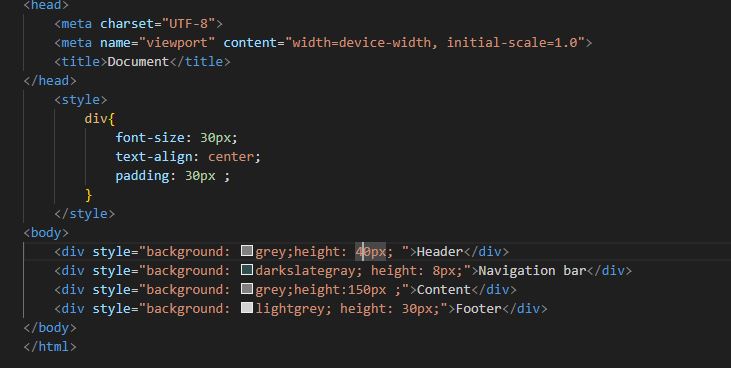 <head>
<meta charset="UTF-8">
<meta name="viewport" content="width=device-width, initial-scale=1.0">
<title>Document</title>
</head>
<style>
div{
font-size: 30px;
text-align: center;
padding: 30px ;
}
</style>
<body>
<div style="background: grey;height: 40px; ">Header</div>
<div style="background: darkslategray; height: 8px;">Navigation bar</div>
<div style="background: grey;height:150px ;">Content</div>
<div style="background: lightgrey; height: 30px;">Footer</div>
</body>
</html>